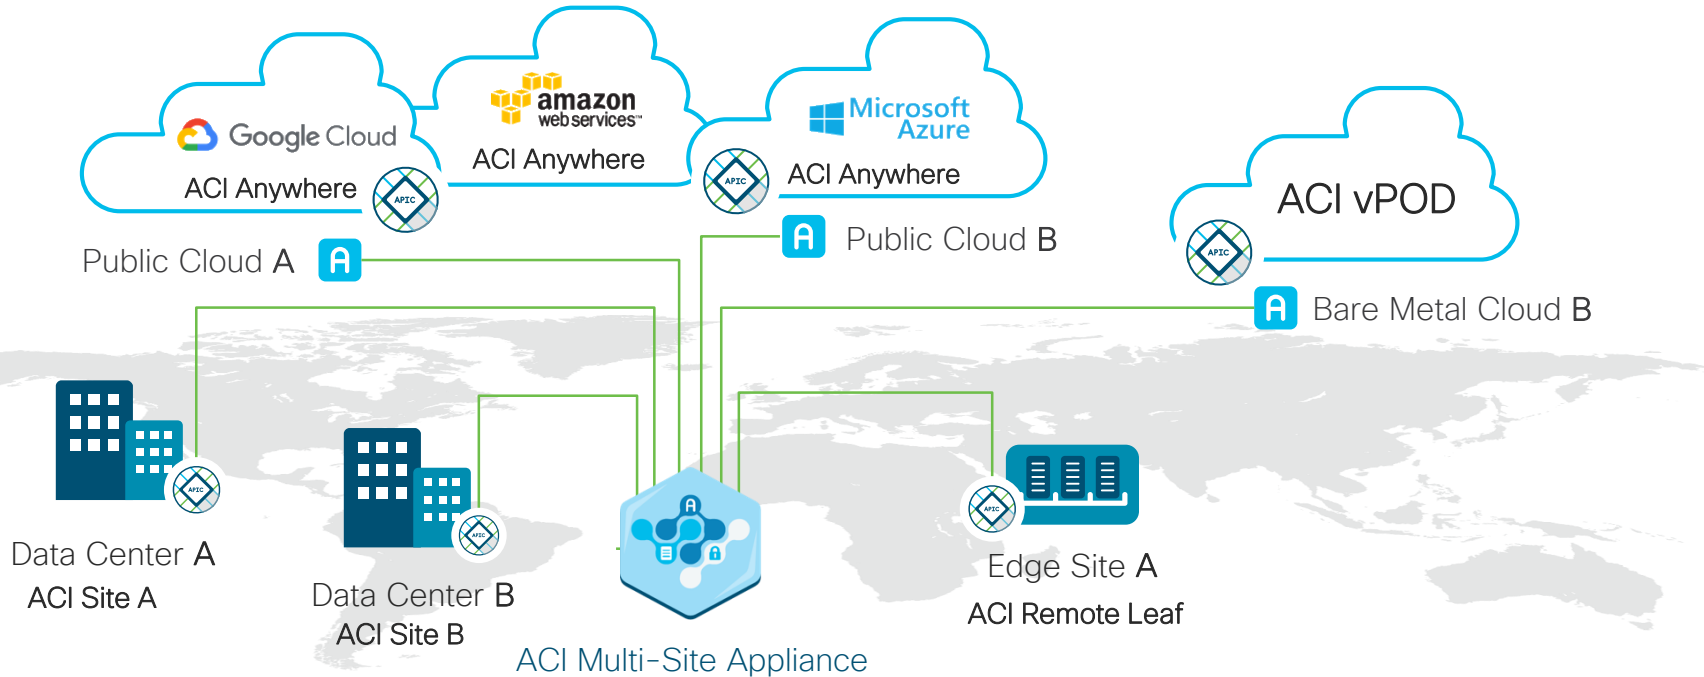 Google Cloud
ACI Anywhere
APIC
amazon
web services™
ACI Anywhere
Microsoft
Azure
ACI Anywhere
APIC
ACI vPOD
APIC
Public Cloud A
A
A
Public Cloud B
A
Bare Metal Cloud B
APIC
Data Center A
ACI Site A
APIC
Data Center B
ACI Site B
A
ACI Multi-Site Appliance
APIC
Edge Site A
ACI Remote Leaf